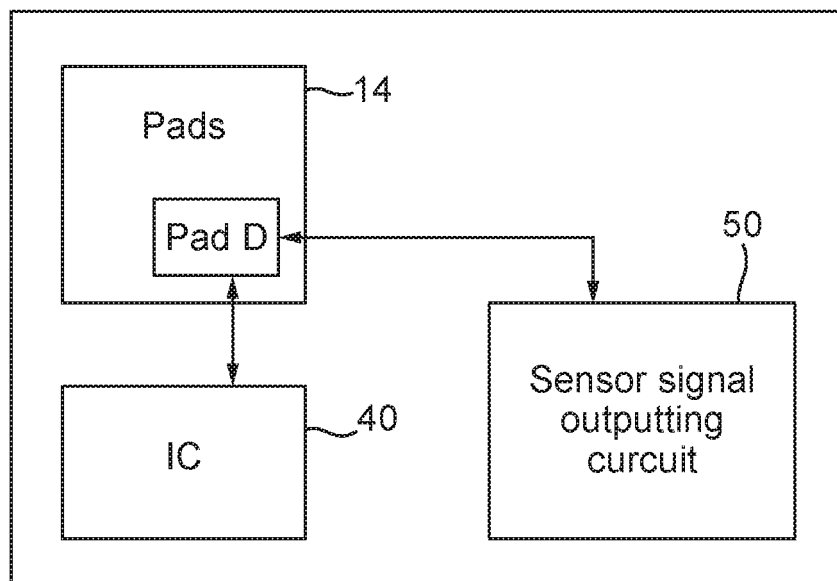 14
Pads
Pad D
50
Sensor signal
outputting
curcuit
40
IC